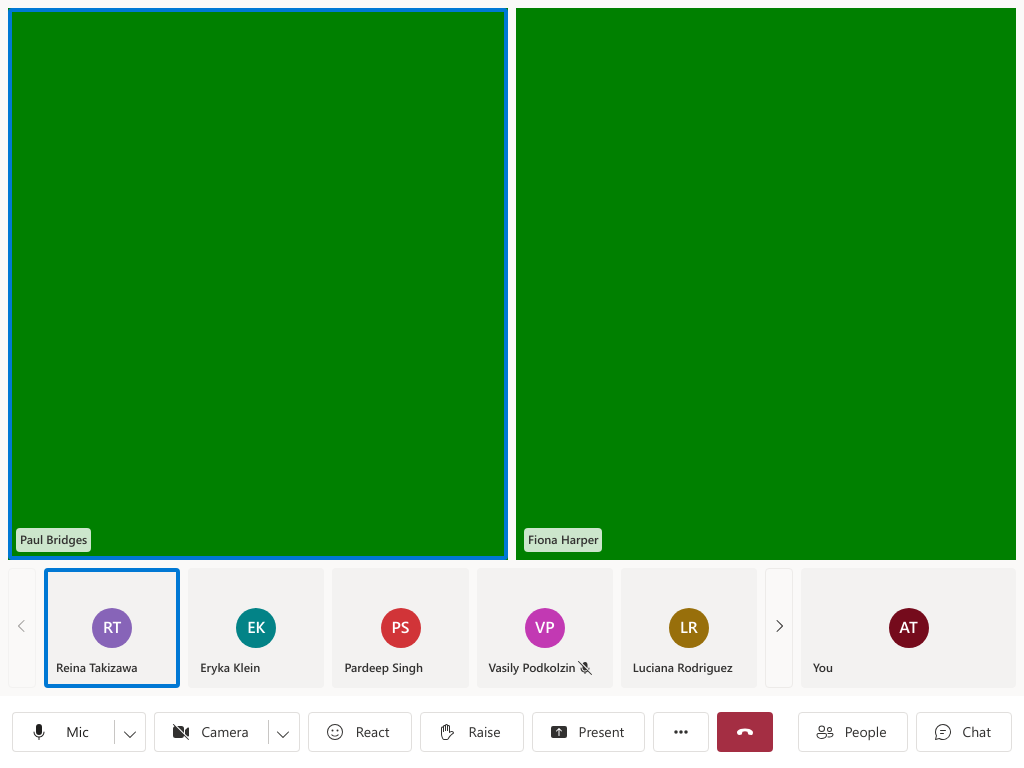 Paul Bridges
Fiona Harper
RT
EK
PS
VP
LR
AT
Reina Takizawa
Eryka Klein
Pardeep Singh
Vasily Podkolzin
Luciana Rodriguez
You
Mic
Camera
React
Raise
Present
People
Chat